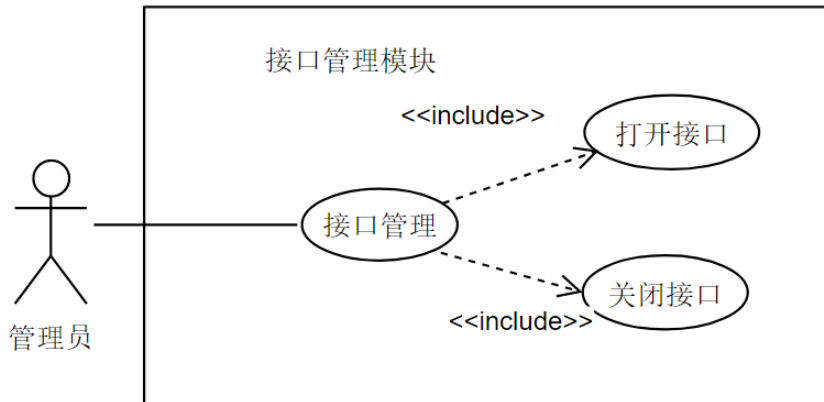 接口管理模块
<<include>>
打开接口
接口管理
关闭接口
<<include>>
管理员